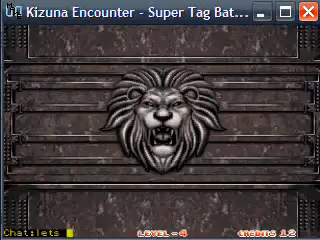 Kizuna Encounter - Super Tag Bat...
Chat:lets
LEVEL-4
CREDITS 12